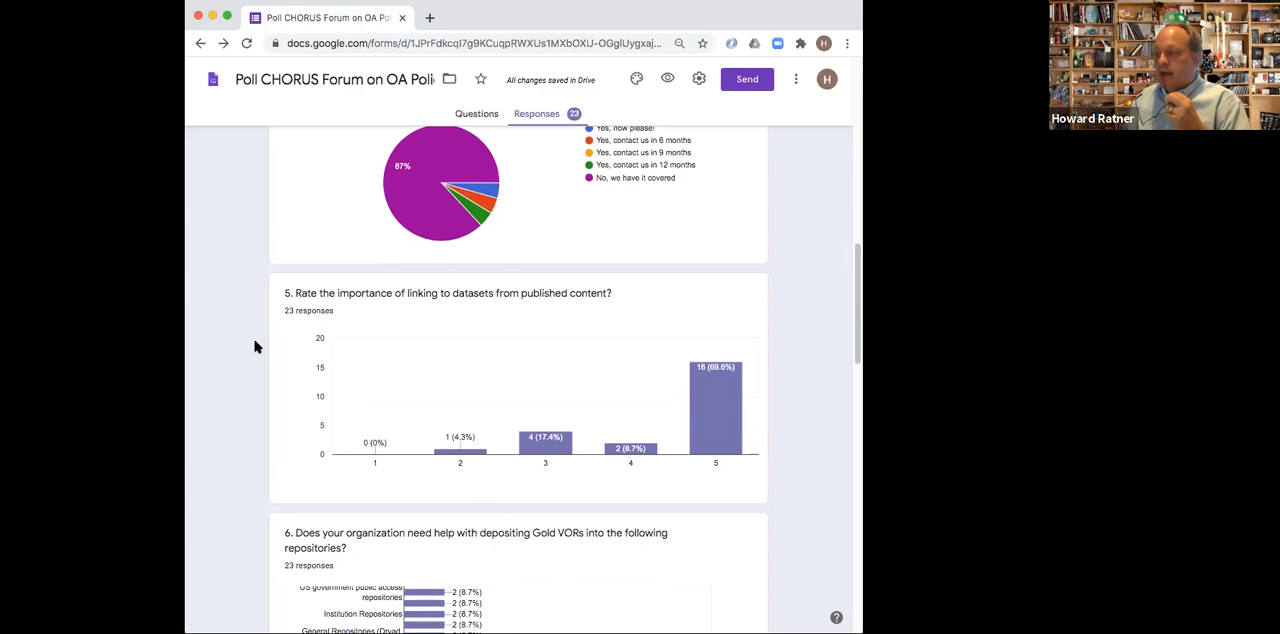 Poll CHORUS Forum on OA Po
docs.google.com/forms/d/1JPrFdkcqI7g9KCuqpRWXUs1MXbOXU-OGglUygxaj...
H
Poll CHORUS Forum on OA Poli
All changes saved in Drive
Send
H
Questions
Responses 23
Yes, now please!
Yes, contact us in 6 months
Yes, contact us in 9 months
Yes, contact us in 12 months
No, we have it covered
87%
5. Rate the importance of linking to datasets from published content?
23 responses
20
15
10
5
0
0 (0%)
1 (4.3%)
4 (17.4%)
2 (8.7%)
16 (69.6%)
1
2
3
4
5
6. Does your organization need help with depositing Gold VORs into the following
repositories?
23 responses
US government public access
repositories
Institution Repositories
General Repositories (Dryad
2 (8.7%)
2 (8.7%)
2 (8.7%)
2 (8.7%)
Howard Ratner